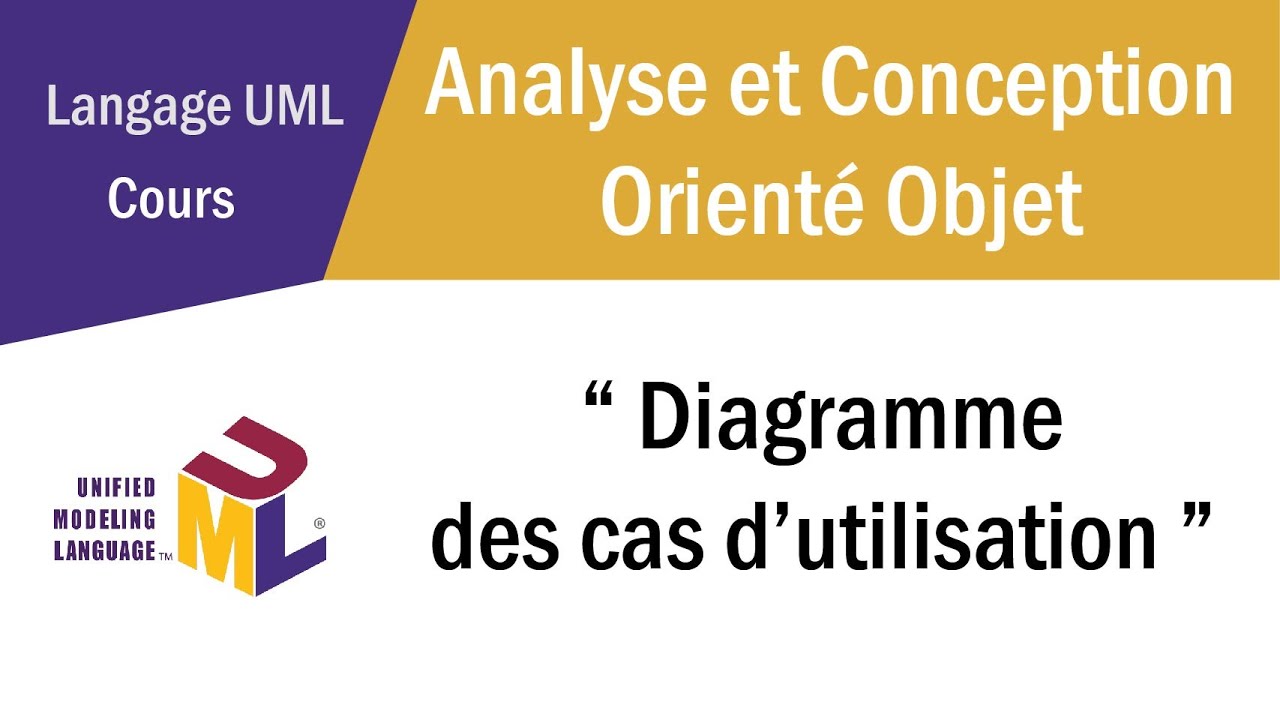 Langage UML
Cours
Analyse et Conception
Orienté Objet
“ Diagramme
des cas d’utilisation ”
UNIFIED
MODELING
LANGUAGE™
UML®